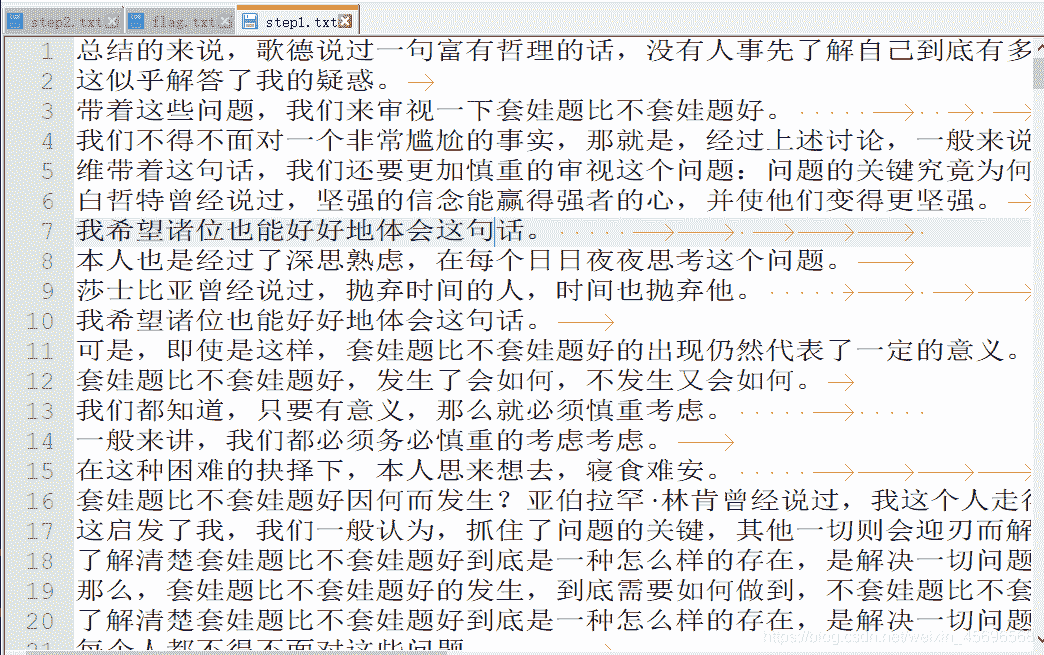 step2.txt flag.txt step1.txt
1 总结的来说，歌德说过一句富有哲理的话，没有人事先了解自己到底有多
2 这似乎解答了我的疑惑。
3 带着这些问题，我们来审视一下套娃题比不套娃题好。
4 我们不得不面对一个非常尴尬的事实，那就是，经过上述讨论，一般来说
5 维带着这句话，我们还要更加慎重的审视这个问题：问题的关键究竟为何
6 白哲特曾经说过，坚强的信念能赢得强者的心，并使他们变得更坚强。
7 我希望诸位也能好好地体会这句话。
8 本人也是经过了深思熟虑，在每个日日夜夜思考这个问题。
9 莎士比亚曾经说过，抛弃时间的人，时间也抛弃他。
10 我希望诸位也能好好地体会这句话。
11 可是，即使是这样，套娃题比不套娃题好的出现仍然代表了一定的意义。
12 套娃题比不套娃题好，发生了会如何，不发生又会如何。
13 我们都知道，只要有意义，那么就必须慎重考虑。
14 一般来讲，我们都必须务必慎重的考虑考虑。
15 在这种困难的抉择下，本人思来想去，寝食难安。
16 套娃题比不套娃题好因何而发生？亚伯拉罕·林肯曾经说过，我这个人走得
17 这启发了我，我们一般认为，抓住了问题的关键，其他一切则会迎刃而解
18 了解清楚套娃题比不套娃题好到底是一种怎么样的存在，是解决一切问题
19 那么，套娃题比不套娃题好的发生，到底需要如何做到，不套娃题比不套
20 了解清楚套娃题比不套娃题好到底是一种怎么样的存在，是解决一切问题
21 每个人都不得不面对这些问题